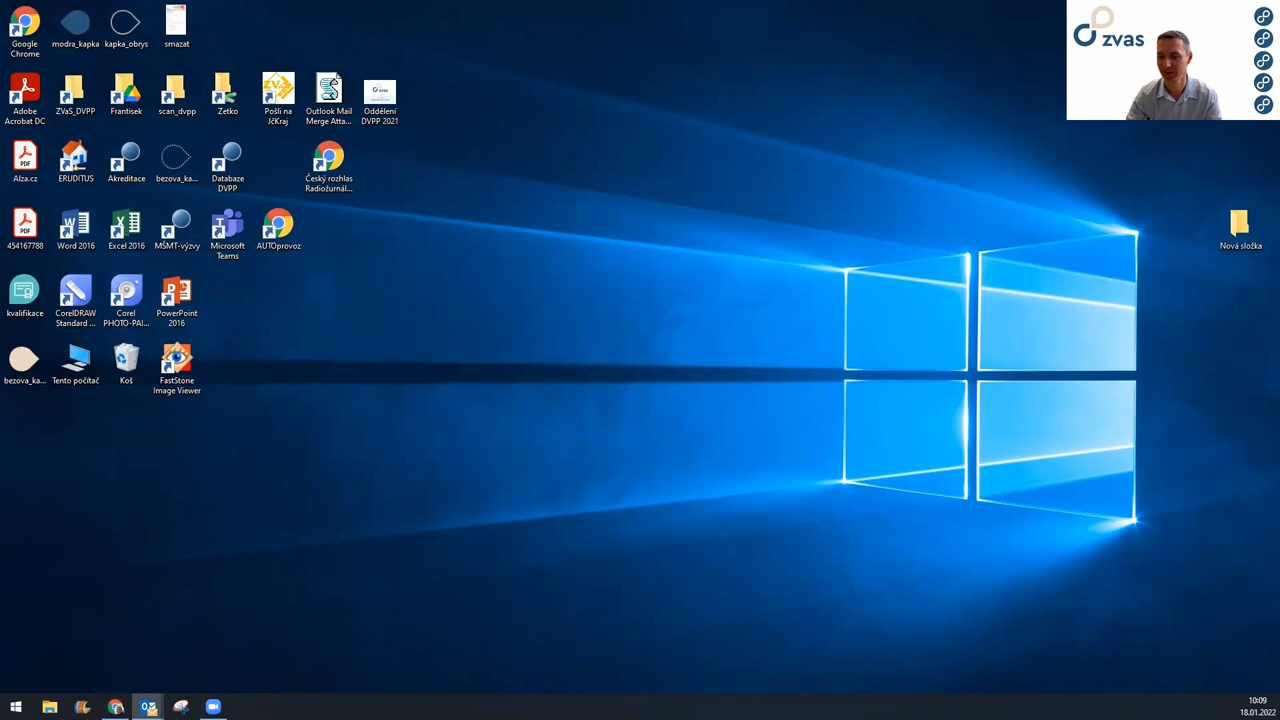 Google
Chrome
modra_kapka
kapka_obrys
smazat
zvas
Adobe
Acrobat DC
ZVaS_DVPP
Frantisek
scan_dvpp
Zetko
Pošli na
JčKraj
Outlook Mail
Merge Atta...
Oddělení
DVPP 2021
Alza.cz
ERUDITUS
Akreditace
bezova_ka...
Databaze
DVPP
Český rozhlas
Radiožurnál...
454167788
Word 2016
Excel 2016
MŠMT-výzvy
Microsoft
Teams
AUTOprovoz
Nová složka
kvalifikace
CorelDRAW
Standard ...
Corel
PHOTO-PAI...
PowerPoint
2016
bezova_ka...
Tento počítač
Koš
FastStone
Image Viewer
10:09
18.01.2022